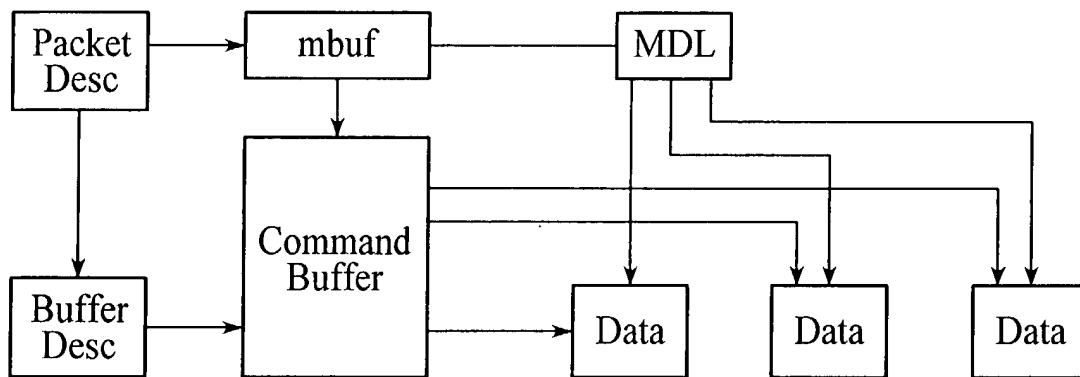 Packet
Desc
mbuf
MDL
Command
Buffer
Buffer
Desc
Data
Data
Data